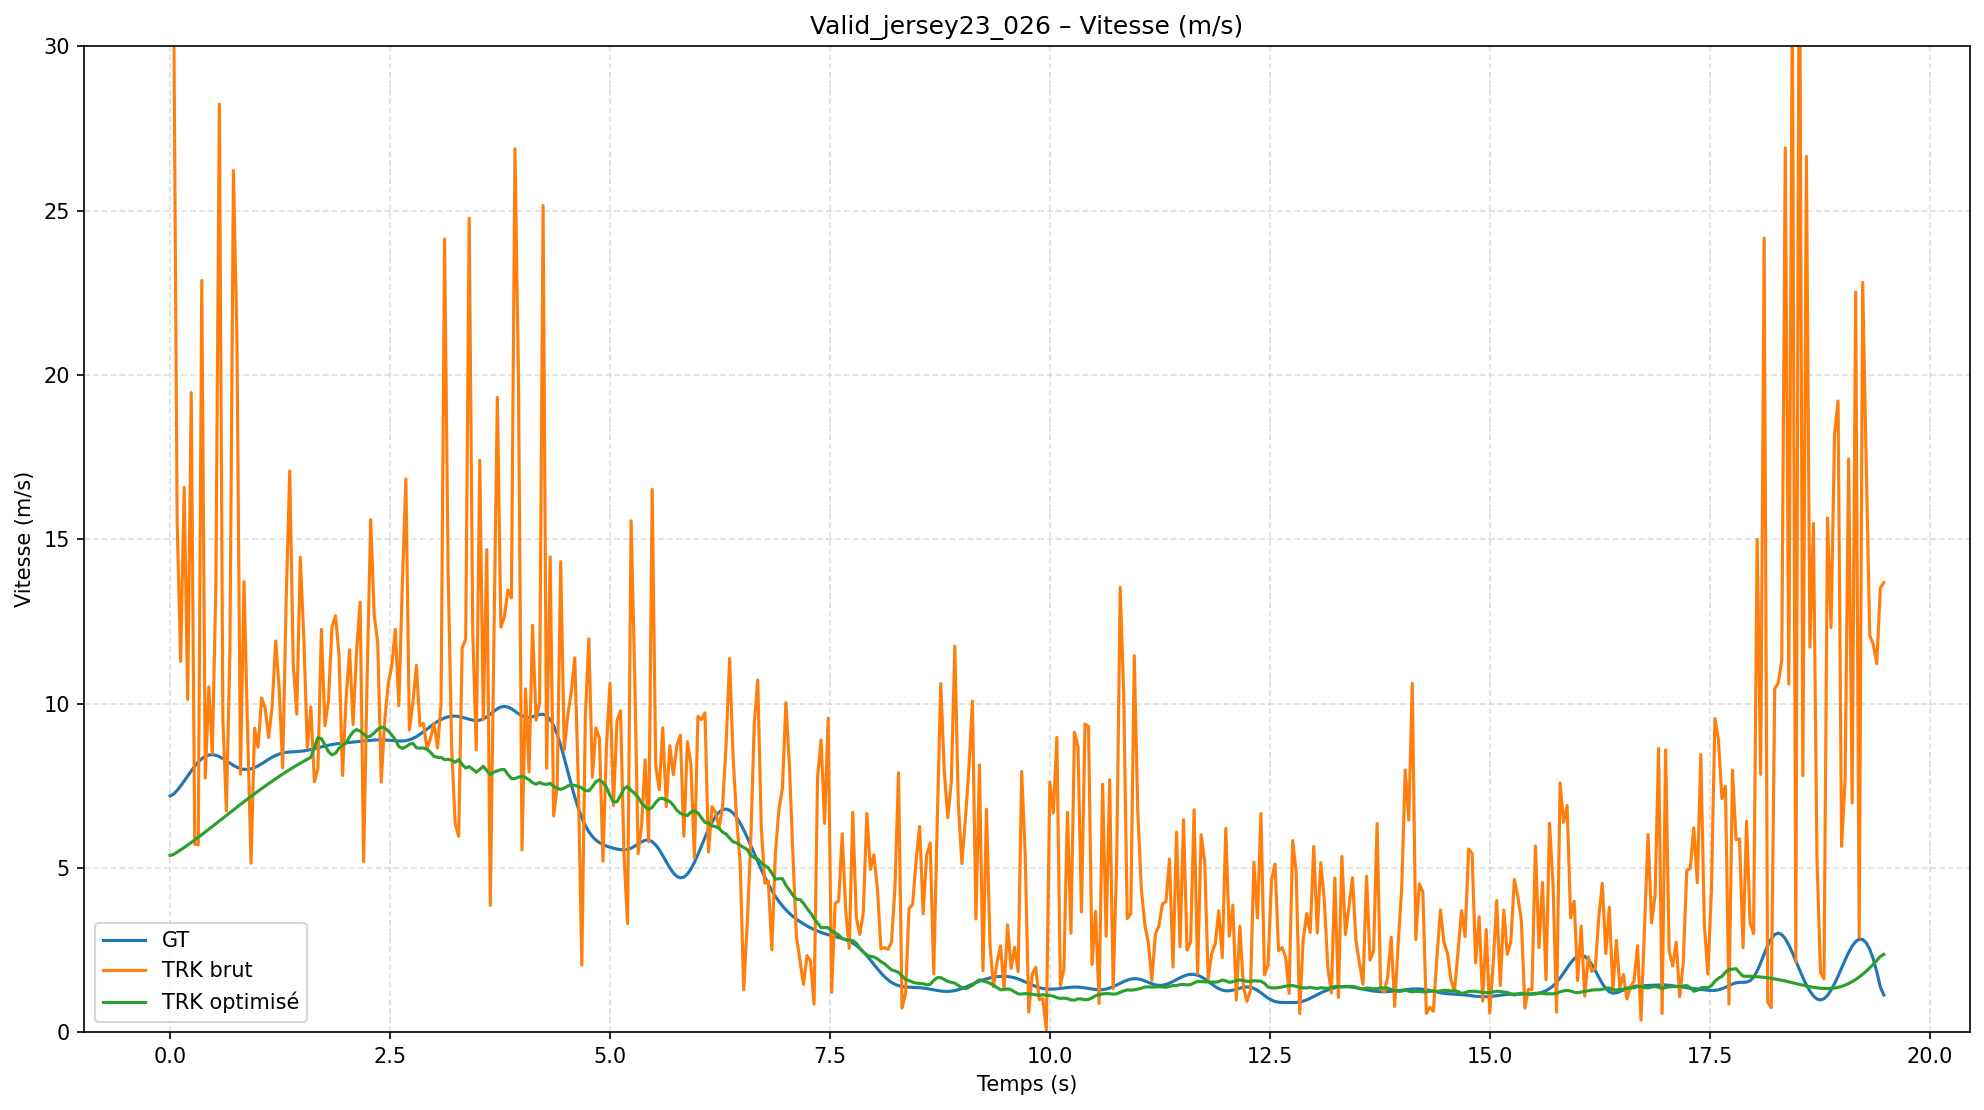 Valid_jersey23_026 – Vitesse (m/s)
30
25
20
15
10
5
0
Vitesse (m/s)
GT
TRK brut
TRK optimisé
0.0 2.5 5.0 7.5 10.0 12.5 15.0 17.5 20.0
Temps (s)